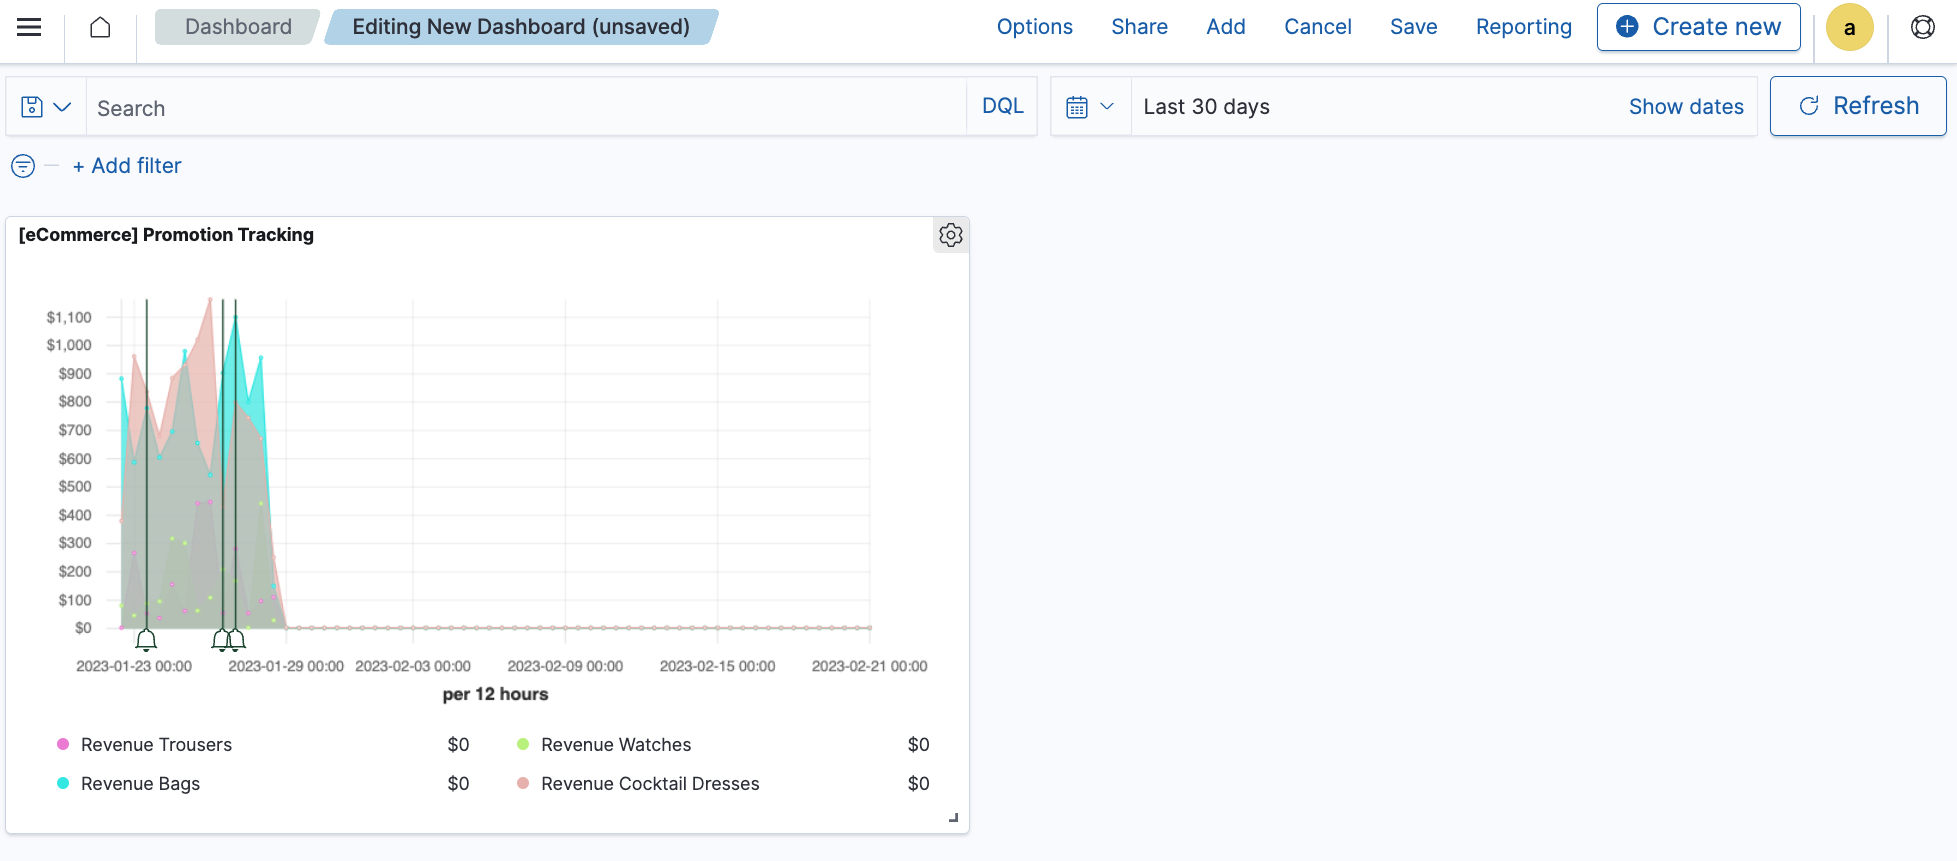 Dashboard
Editing New Dashboard (unsaved)
Options
Share
Add
Cancel
Save
Reporting
Create new
a
Search
DQL
Last 30 days
Show dates
Refresh
+ Add filter
[eCommerce] Promotion Tracking
$1,100
$1,000
$900
$800
$700
$600
$500
$400
$300
$200
$100
$0
2023-01-23 00:00
2023-01-29 00:00
2023-02-03 00:00
2023-02-09 00:00
2023-02-15 00:00
2023-02-21 00:00
per 12 hours
Revenue Trousers $0
Revenue Watches $0
Revenue Bags $0
Revenue Cocktail Dresses $0